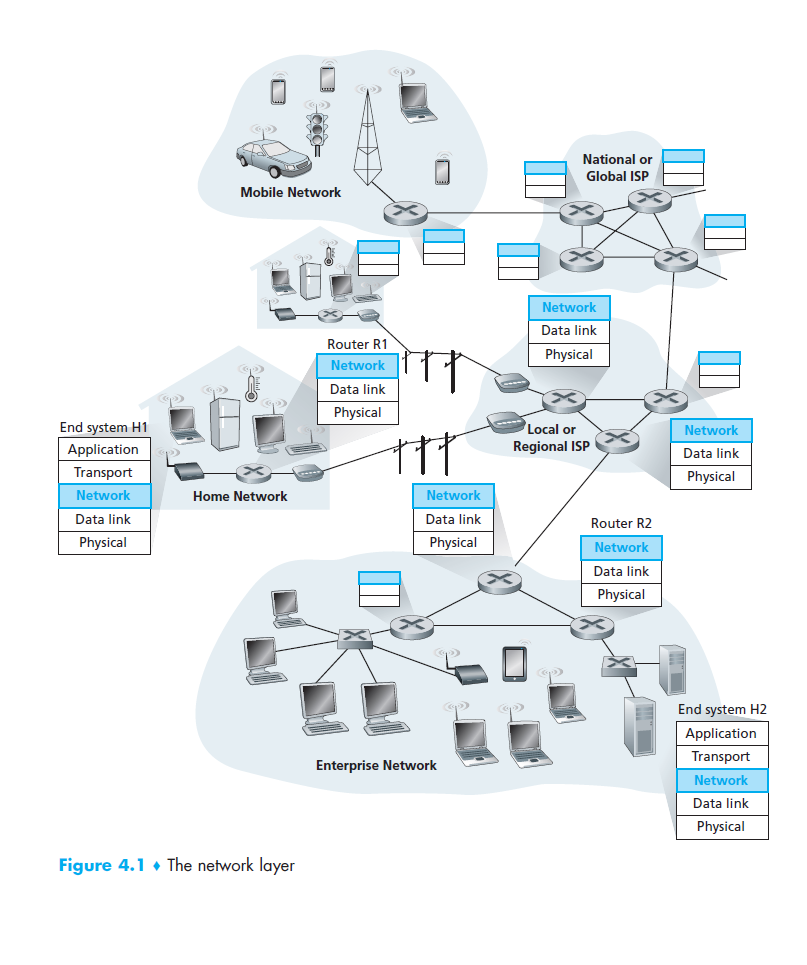 National or
Global ISP
Mobile Network
Network
Data link
Physical
Router R1
Network
Data link
Physical
End system H1
Application
Transport
Network
Data link
Physical
Home Network
Local or
Regional ISP
Network
Data link
Physical
Network
Data link
Physical
Router R2
Network
Data link
Physical
End system H2
Application
Transport
Network
Data link
Physical
Enterprise Network
Figure 4.1 ♦ The network layer